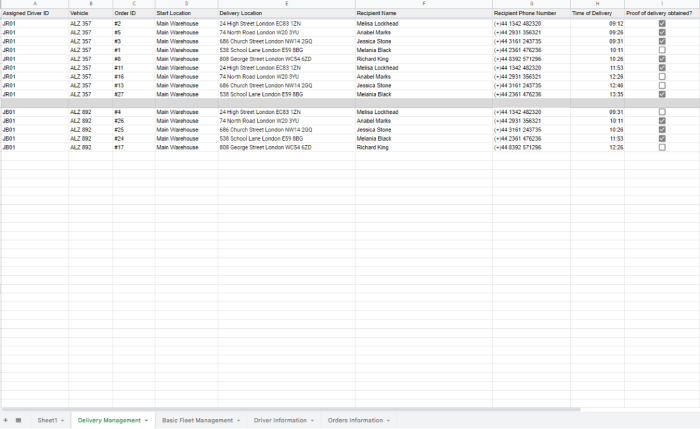 A B C D E F G H I
Assigned Driver ID Vehicle Order ID Start Location Delivery Location Recipient Name Recipient Phone Number Time of Delivery Proof of delivery obtained?
JR01 ALZ 357 #2 Main Warehouse 24 High Street London EC83 1ZN Melisa Lockhead (+)44 1342 482320 09:12
JR01 ALZ 357 #5 Main Warehouse 74 North Road London W20 3YU Anabel Marks (+)44 2931 356321 09:26
JR01 ALZ 357 #3 Main Warehouse 686 Church Street London NW14 2GQ Jessica Stone (+)44 3161 243735 09:31
JR01 ALZ 357 #1 Main Warehouse 538 School Lane London E59 8BG Melania Black (+)44 2361 476236 10:11
JR01 ALZ 357 #8 Main Warehouse 808 George Street London WC54 6ZD Richard King (+)44 8392 571296 10:26
JR01 ALZ 357 #11 Main Warehouse 24 High Street London EC83 1ZN Melisa Lockhead (+)44 1342 482320 11:53
JR01 ALZ 357 #16 Main Warehouse 74 North Road London W20 3YU Anabel Marks (+)44 2931 356321 12:26
JR01 ALZ 357 #13 Main Warehouse 686 Church Street London NW14 2GQ Jessica Stone (+)44 3161 243735 12:46
JR01 ALZ 357 #27 Main Warehouse 538 School Lane London E59 8BG Melania Black (+)44 2361 476236 13:35
JB01 ALZ 892 #4 Main Warehouse 24 High Street London EC83 1ZN Melisa Lockhead (+)44 1342 482320 09:31
JB01 ALZ 892 #26 Main Warehouse 74 North Road London W20 3YU Anabel Marks (+)44 2931 356321 10:11
JB01 ALZ 892 #25 Main Warehouse 686 Church Street London NW14 2GQ Jessica Stone (+)44 3161 243735 10:26
JB01 ALZ 892 #24 Main Warehouse 538 School Lane London E59 8BG Melania Black (+)44 2361 476236 11:53
JB01 ALZ 892 #17 Main Warehouse 808 George Street London WC54 6ZD Richard King (+)44 8392 571296 12:26
Sheet1 Delivery Management Basic Fleet Management Driver Information Orders Information